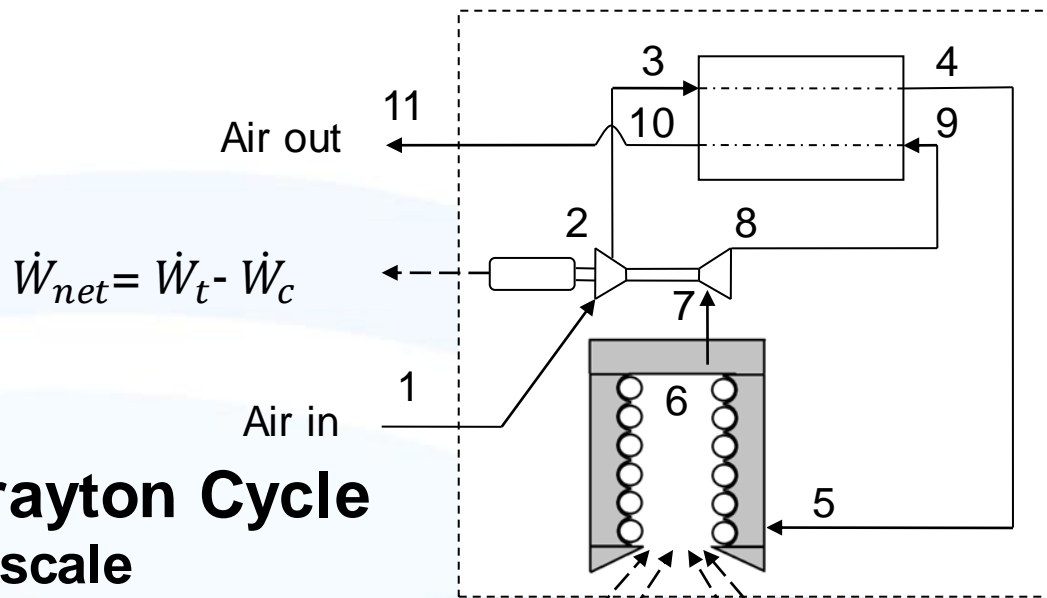 3
4
11
Air out
10
9
2
8
Ẇnet= Ẇt- Ẇc
7
1
6
Air in
rayton Cycle
5
scale